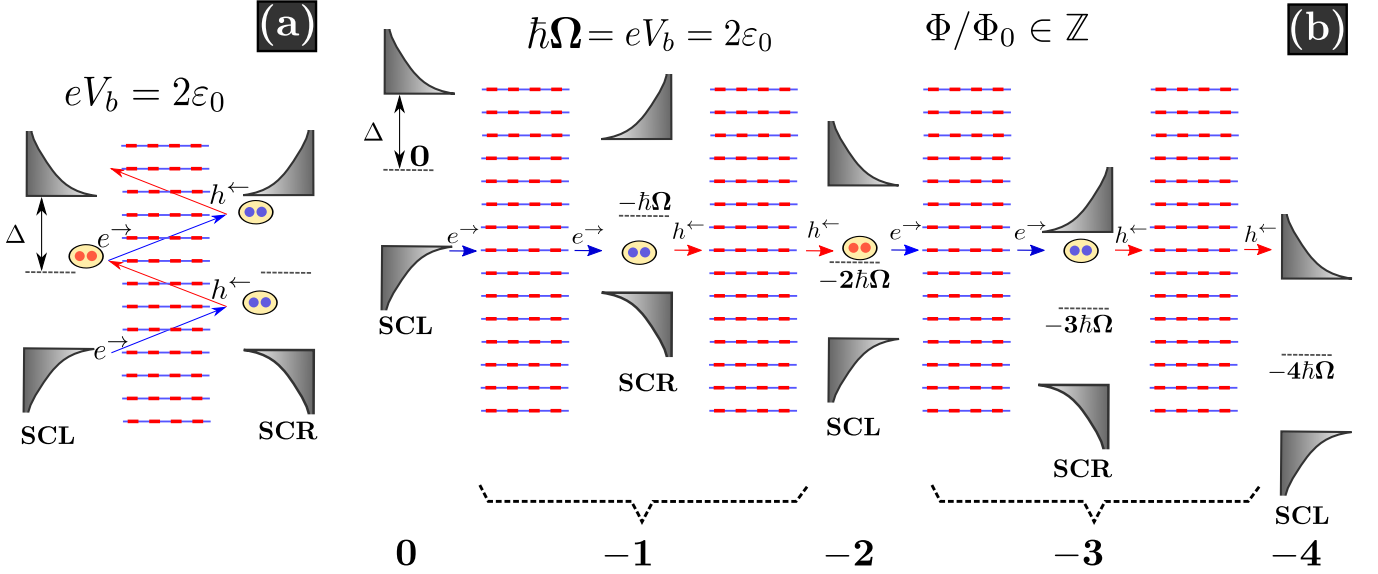 (a)
eV_b = 2ε_0
Δ
h←
e→
h←
e→
SCL
SCR
ℏΩ = eV_b = 2ε_0
Φ/Φ_0 ∈ ℤ
(b)
Δ
0
−ℏΩ
e→
e→
h←
h←
e→
e→
h←
h←
−2ℏΩ
−3ℏΩ
−4ℏΩ
SCL
SCR
SCL
SCR
SCL
0
−1
−2
−3
−4